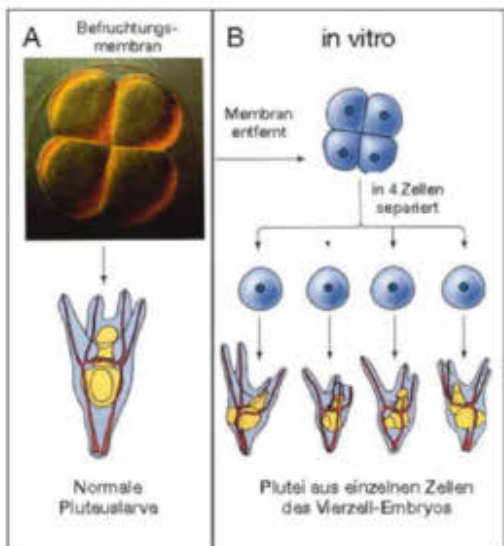 A
Befruchtungs-
membran
Normale
Pluteuslarve
B
in vitro
Membran
entfernt
in 4 Zellen
separiert
Plutei aus einzelnen Zellen
des Vierzell-Embryos